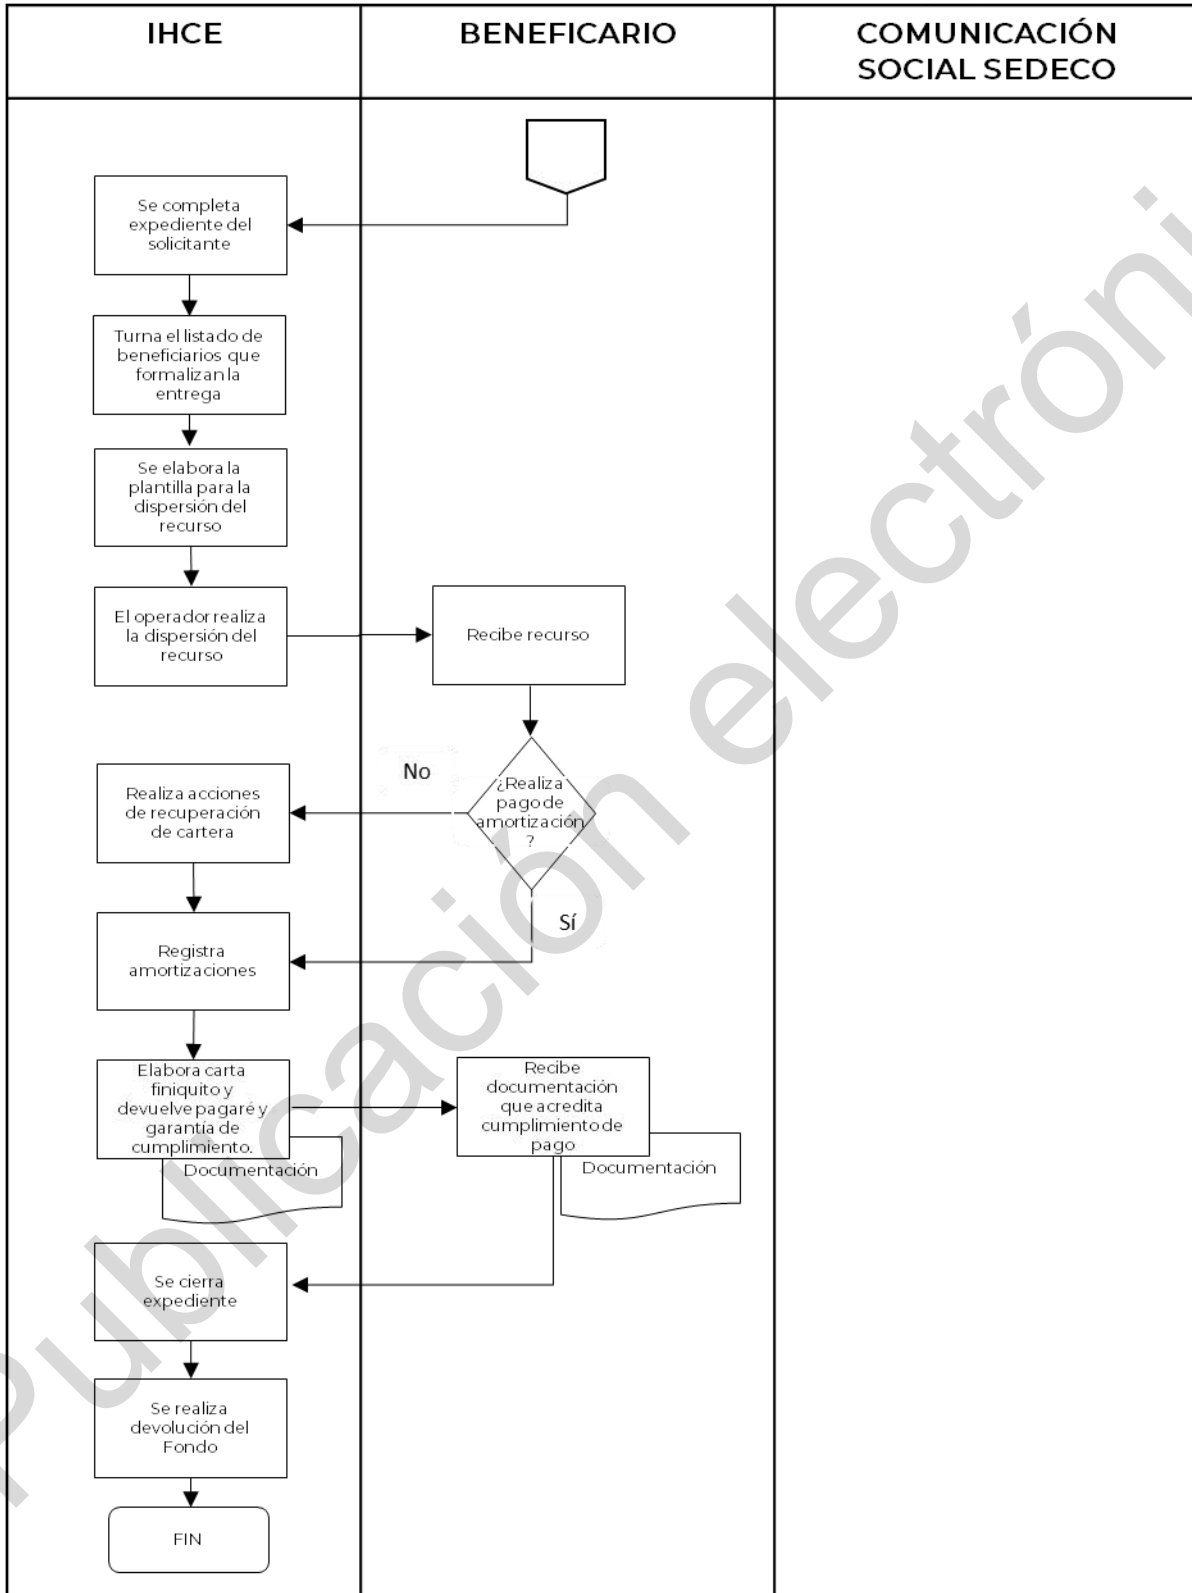 IHCE
BENEFICARIO
COMUNICACIÓN
SOCIAL SEDECO
Se completa
expediente del
solicitante
Turna el listado de
beneficiarios que
formalizan la
entrega
Se elabora la
plantilla para la
dispersión del
recurso
El operador realiza
la dispersión del
recurso
Recibe recurso
¿Realiza
pago de
amortización
?
No
Sí
Realiza acciones
de recuperación
de cartera
Registra
amortizaciones
Elabora carta
finiquito y
devuelve pagaré y
garantía de
cumplimiento.
Documentación
Recibe
documentación
que acredita
cumplimiento de
pago
Documentación
Se cierra
expediente
Se realiza
devolución del
Fondo
FIN
Publicación electróni